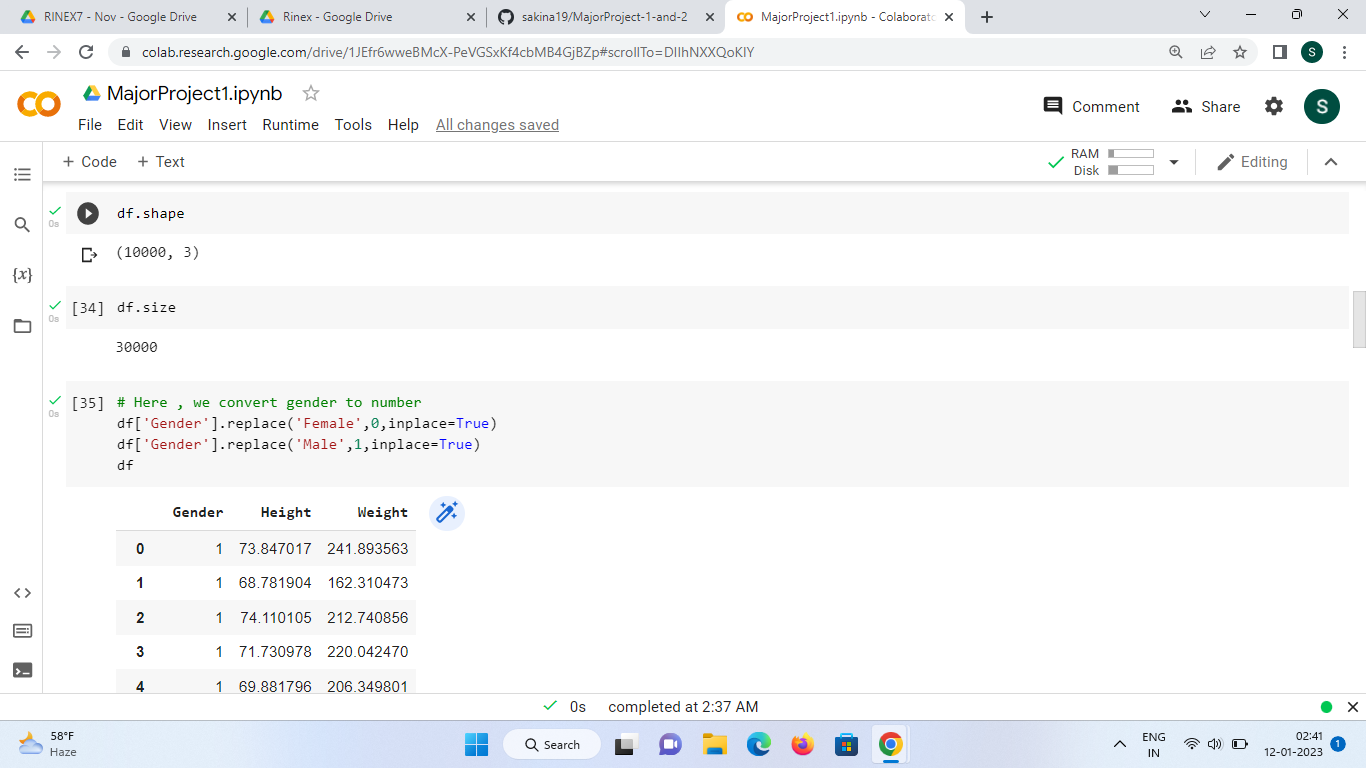 RINEX7 - Nov - Google Drive
Rinex - Google Drive
sakina19/MajorProject-1-and-2
MajorProject1.ipynb - Colaborato
colab.research.google.com/drive/1JEfr6wweBMcX-PeVGSxKf4cbMB4GjBZp#scrollTo=DIIhNXXQoKIY
S
MajorProject1.ipynb
Comment
Share
S
File Edit View Insert Runtime Tools Help All changes saved
+ Code + Text
RAM
Disk
Editing
0s
df.shape
(10000, 3)
0s
[34] df.size
30000
{x}
0s
[35] # Here , we convert gender to number
df['Gender'].replace('Female',0,inplace=True)
df['Gender'].replace('Male',1,inplace=True)
df
Gender Height Weight
0 1 73.847017 241.893563
1 1 68.781904 162.310473
2 1 74.110105 212.740856
3 1 71.730978 220.042470
4 1 69.881796 206.349801
0s completed at 2:37 AM
58°F
Haze
Search
ENG
IN
02:41
12-01-2023
1